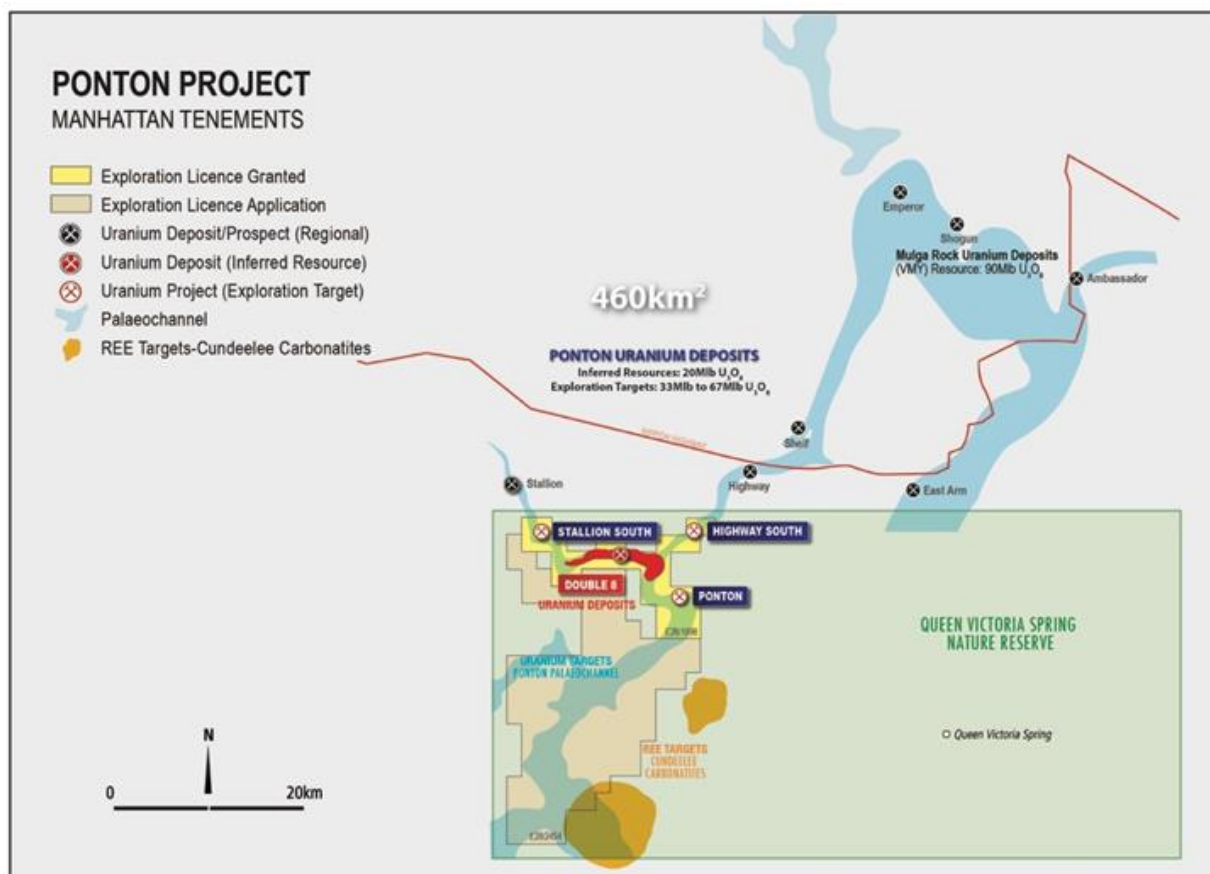 PONTON PROJECT
MANHATTAN TENEMENTS
Exploration Licence Granted
Exploration Licence Application
Uranium Deposit/Prospect (Regional)
Uranium Deposit (Inferred Resource)
Uranium Project (Exploration Target)
Palaeochannel
REE Targets-Cundeelee Carbonatites
Emperor
Shogun
Mulga Rock Uranium Deposits
(VMY) Resource: 90Mlb U₃O₈
Ambassador
460km²
PONTON URANIUM DEPOSITS
Inferred Resources: 20Mlb U₃O₈
Exploration Targets: 33Mlb to 67Mlb U₃O₈
Shelf
Highway
Stallion
East Arm
STALLION SOUTH
HIGHWAY SOUTH
DOUBLE 8
URANIUM DEPOSITS
PONTON
QUEEN VICTORIA SPRING
NATURE RESERVE
URANIUM TARGETS
PONTON PALAEOCHANNEL
Queen Victoria Spring
REE TARGETS
CUNDEELEE
CARBONATITES
N
0 20km